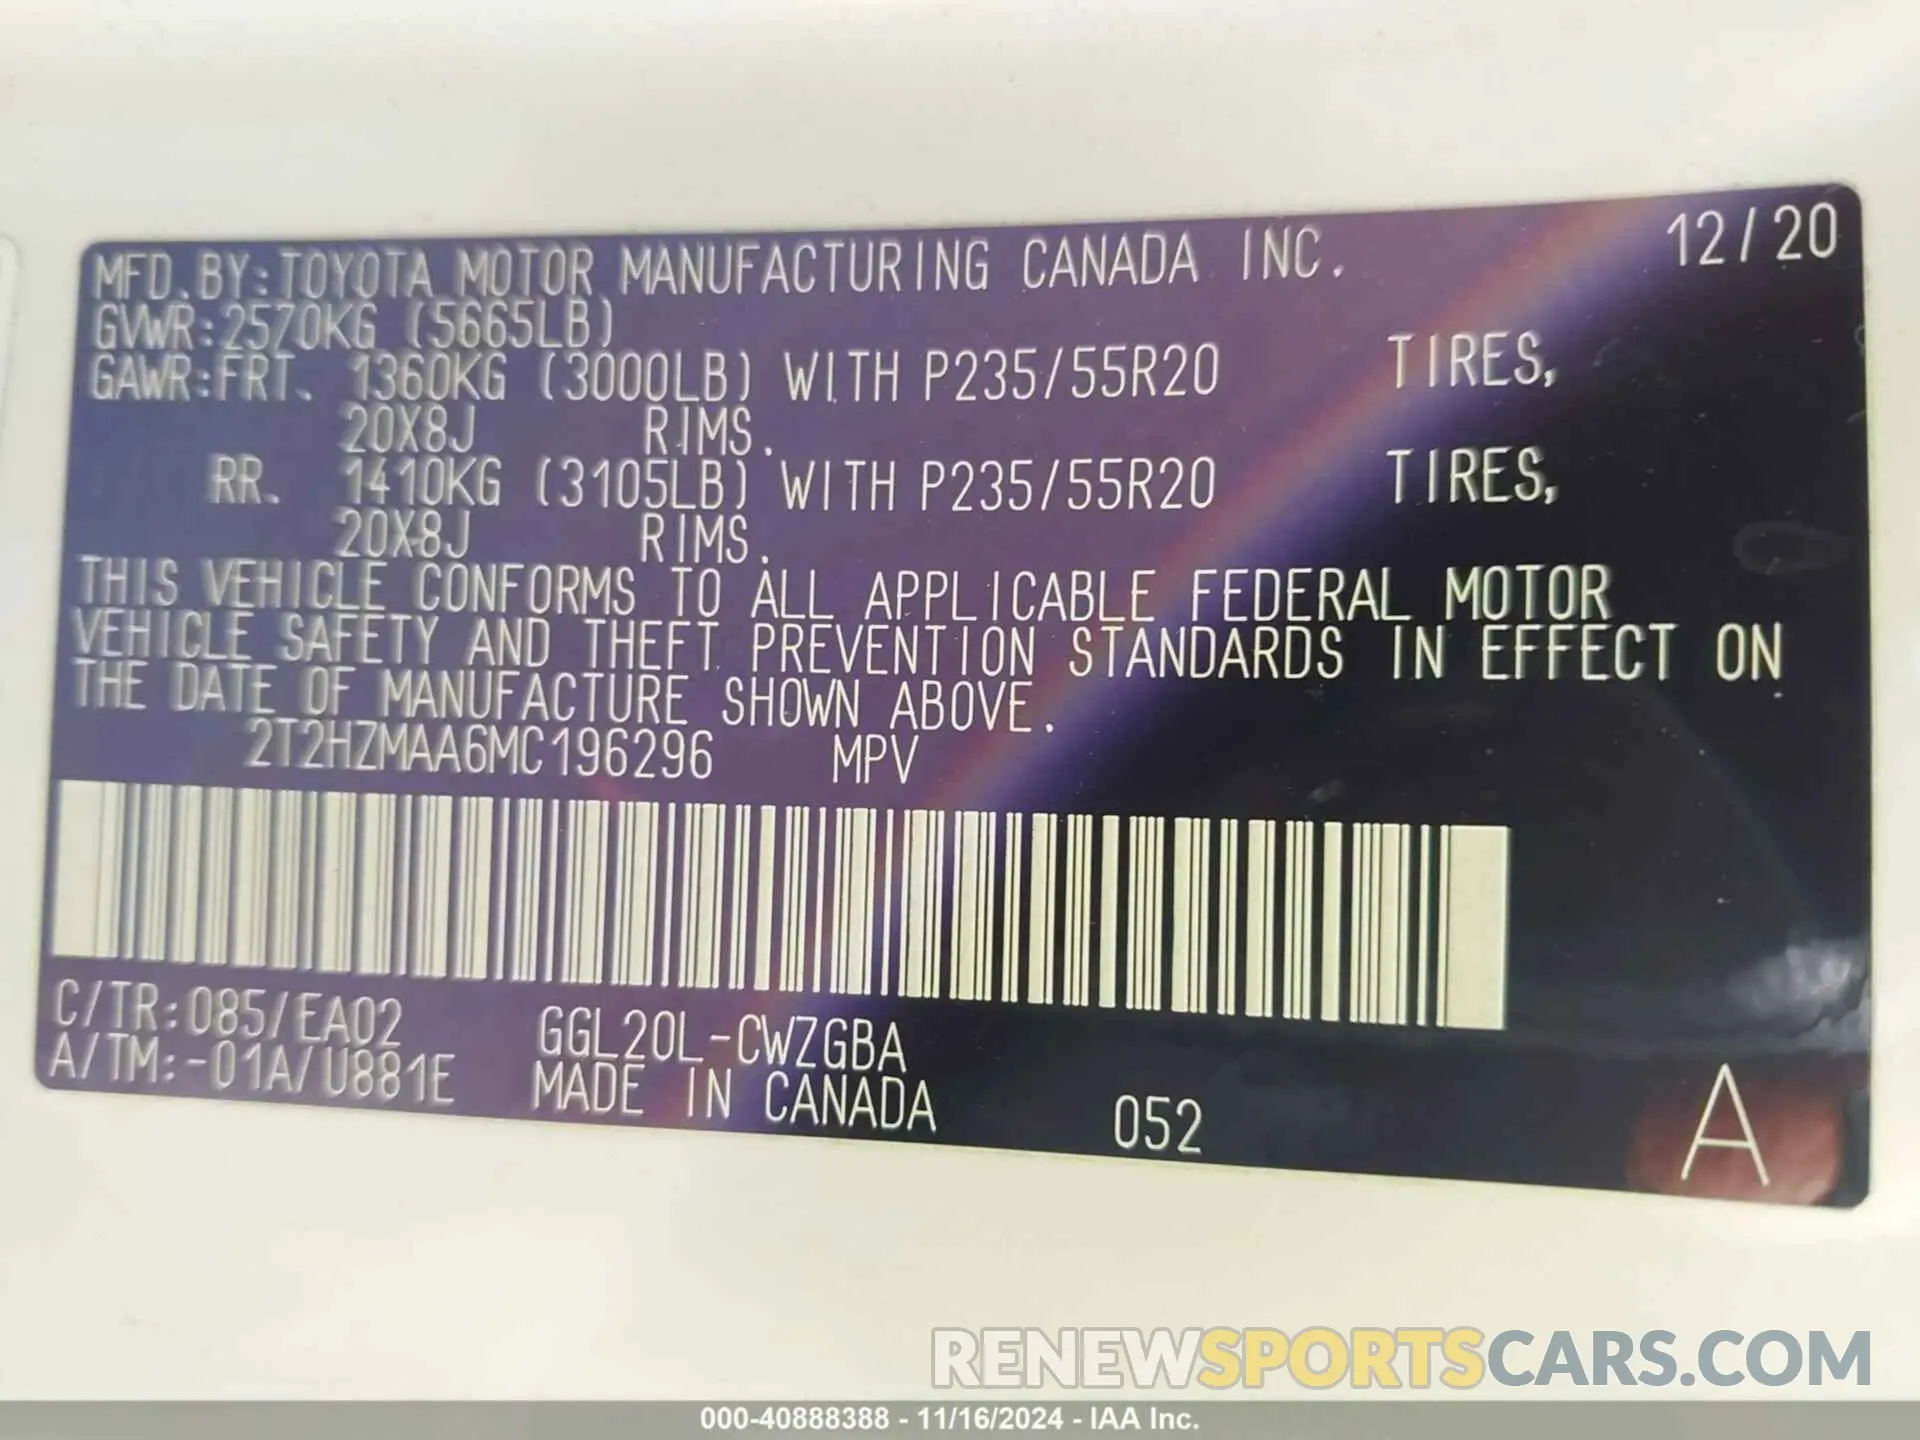 12/20
MFD.BY:TOYOTA MOTOR MANUFACTURING CANADA INC.
GVWR:2570KG (5665LB)
GAWR:FRT. 1360KG (3000LB) WITH P235/55R20 TIRES,
20X8J RIMS.
RR. 1410KG (3105LB) WITH P235/55R20 TIRES,
20X8J RIMS.
THIS VEHICLE CONFORMS TO ALL APPLICABLE FEDERAL MOTOR
VEHICLE SAFETY AND THEFT PREVENTION STANDARDS IN EFFECT ON
THE DATE OF MANUFACTURE SHOWN ABOVE.
2T2HZMAA6MC196296 MPV
C/TR:085/EA02 GGL20L-CWZGBA
A/TM:-01A/U881E MADE IN CANADA 052 A
RENEWSPORTSCARS.COM
000-40888388 - 11/16/2024 - IAA Inc.